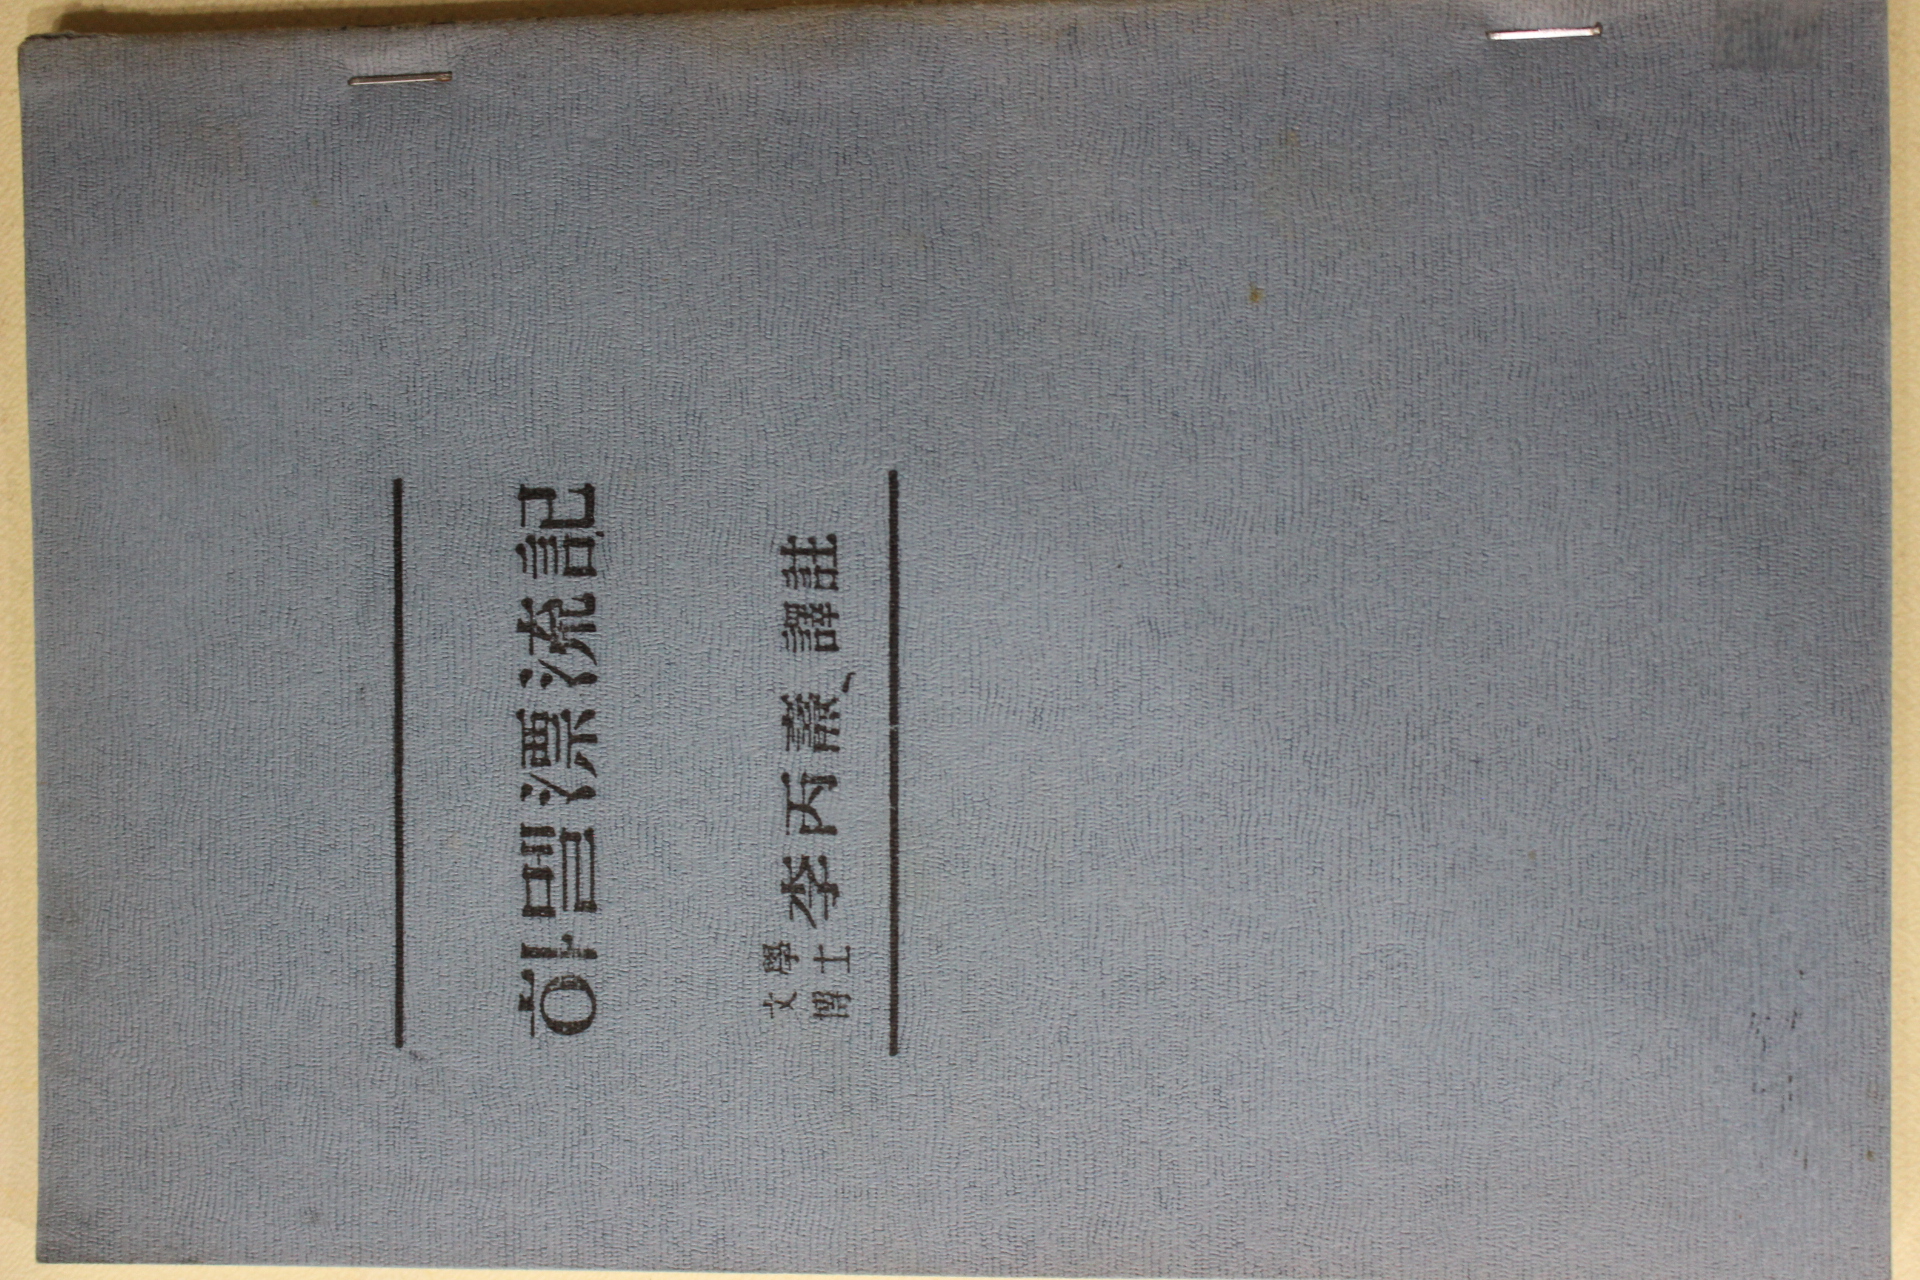 하멜漂流記
文學
博士 李丙燾 譯註